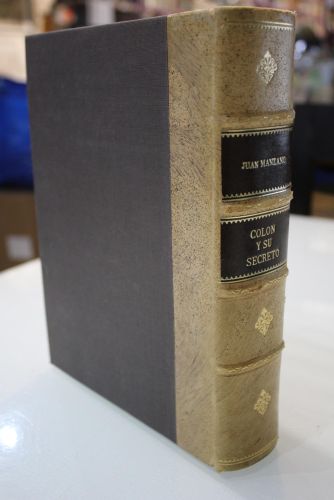 JUAN MANZANO
COLON
Y SU
SECRETO